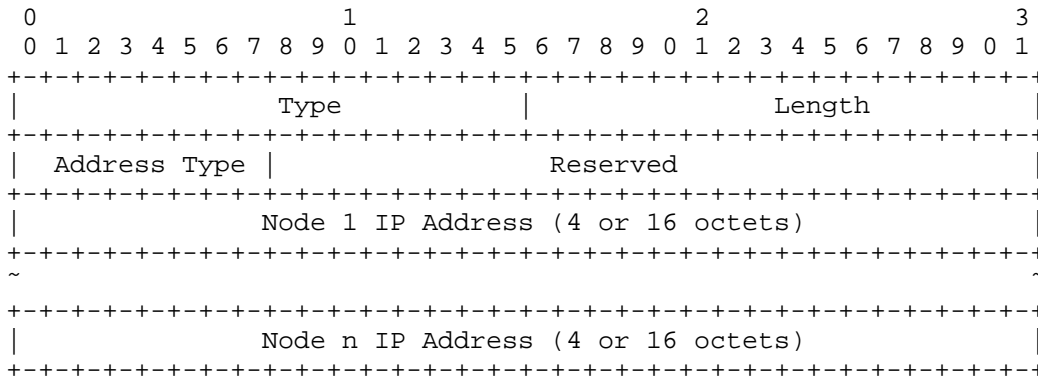 0                   1                   2                   3
 0 1 2 3 4 5 6 7 8 9 0 1 2 3 4 5 6 7 8 9 0 1 2 3 4 5 6 7 8 9 0 1
+-+-+-+-+-+-+-+-+-+-+-+-+-+-+-+-+-+-+-+-+-+-+-+-+-+-+-+-+-+-+-+-+
|                Type           |               Length          |
+-+-+-+-+-+-+-+-+-+-+-+-+-+-+-+-+-+-+-+-+-+-+-+-+-+-+-+-+-+-+-+-+
|  Address Type |                 Reserved                      |
+-+-+-+-+-+-+-+-+-+-+-+-+-+-+-+-+-+-+-+-+-+-+-+-+-+-+-+-+-+-+-+-+
|               Node 1 IP Address (4 or 16 octets)              |
+-+-+-+-+-+-+-+-+-+-+-+-+-+-+-+-+-+-+-+-+-+-+-+-+-+-+-+-+-+-+-+-+
~                                                               ~
+-+-+-+-+-+-+-+-+-+-+-+-+-+-+-+-+-+-+-+-+-+-+-+-+-+-+-+-+-+-+-+-+
|               Node n IP Address (4 or 16 octets)              |
+-+-+-+-+-+-+-+-+-+-+-+-+-+-+-+-+-+-+-+-+-+-+-+-+-+-+-+-+-+-+-+-+